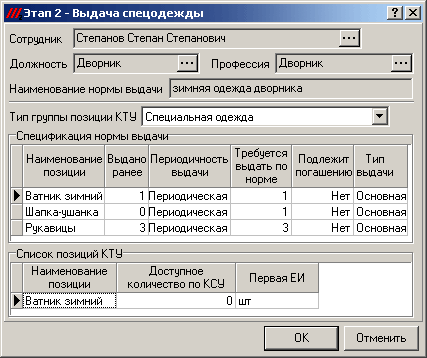 Этап 2 - Выдача спецодежды
Сотрудник Степанов Степан Степанович ...
Должность Дворник ... Профессия Дворник ...
Наименование нормы выдачи зимняя одежда дворника
Тип группы позиции КТУ Специальная одежда
Спецификация нормы выдачи
Наименование позиции Выдано ранее Периодичность выдачи Требуется выдать по норме Подлежит погашению Тип выдачи
Ватник зимний 1 Периодическая 1 Нет Основная
Шапка-ушанка 0 Периодическая 1 Нет Основная
Рукавицы 3 Периодическая 3 Нет Основная
Список позиций КТУ
Наименование позиции Доступное количество по КСУ Первая ЕИ
Ватник зимний 0 шт
OK Отменить